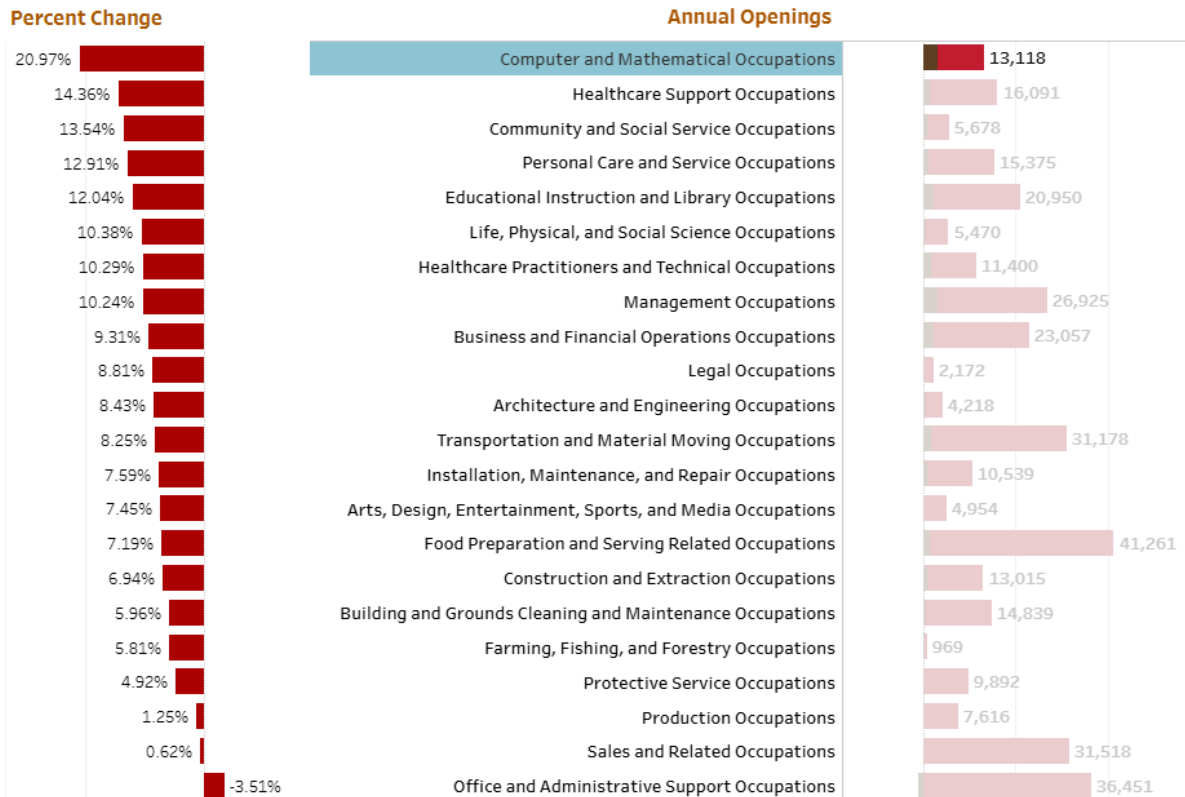 Percent Change Annual Openings
20.97% Computer and Mathematical Occupations 13,118
14.36% Healthcare Support Occupations 16,091
13.54% Community and Social Service Occupations 5,678
12.91% Personal Care and Service Occupations 15,375
12.04% Educational Instruction and Library Occupations 20,950
10.38% Life, Physical, and Social Science Occupations 5,470
10.29% Healthcare Practitioners and Technical Occupations 11,400
10.24% Management Occupations 26,925
9.31% Business and Financial Operations Occupations 23,057
8.81% Legal Occupations 2,172
8.43% Architecture and Engineering Occupations 4,218
8.25% Transportation and Material Moving Occupations 31,178
7.59% Installation, Maintenance, and Repair Occupations 10,539
7.45% Arts, Design, Entertainment, Sports, and Media Occupations 4,954
7.19% Food Preparation and Serving Related Occupations 41,261
6.94% Construction and Extraction Occupations 13,015
5.96% Building and Grounds Cleaning and Maintenance Occupations 14,839
5.81% Farming, Fishing, and Forestry Occupations 969
4.92% Protective Service Occupations 9,892
1.25% Production Occupations 7,616
0.62% Sales and Related Occupations 31,518
-3.51% Office and Administrative Support Occupations 36,451